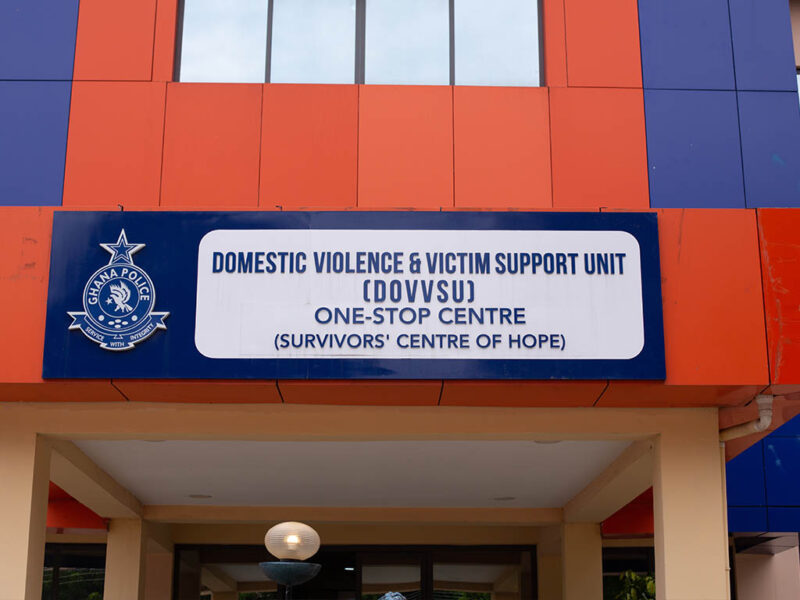 GHANA POLICE
SERVICE WITH INTEGRITY
DOMESTIC VIOLENCE & VICTIM SUPPORT UNIT
(DOVVSU)
ONE-STOP CENTRE
(SURVIVORS' CENTRE OF HOPE)